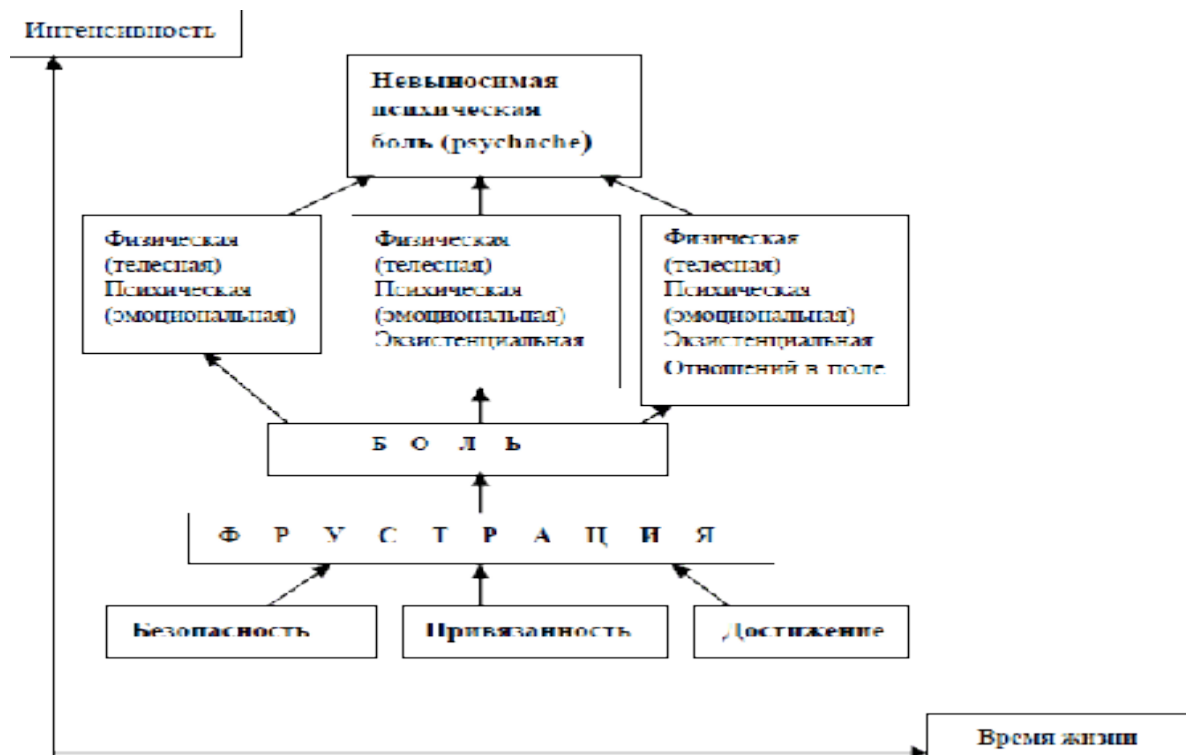 Интенсивность
Невыносимая
психическая
боль (psychache)
Физическая
(телесная)
Психическая
(эмоциональная)
Физическая
(телесная)
Психическая
(эмоциональная)
Экзистенциальная
Физическая
(телесная)
Психическая
(эмоциональная)
Экзистенциальная
Отношений в поле
Б О Л Ь
Ф Р У С Т Р А Ц И Я
Безопасность
Привязанность
Достижение
Время жизни